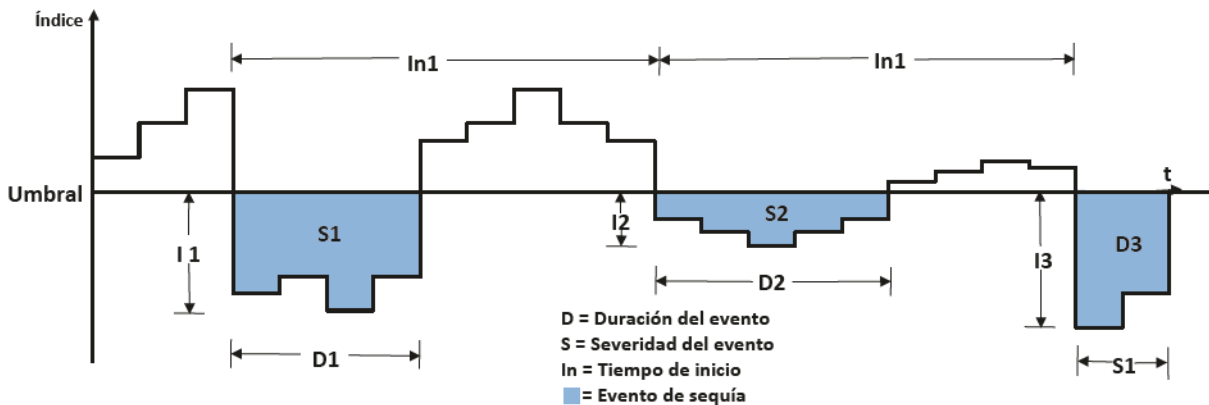 Índice
In1
In1
Umbral
t
S1
I 1
I2
S2
I3
D3
D1
D2
S1
D = Duración del evento
S = Severidad del evento
In = Tiempo de inicio
= Evento de sequía